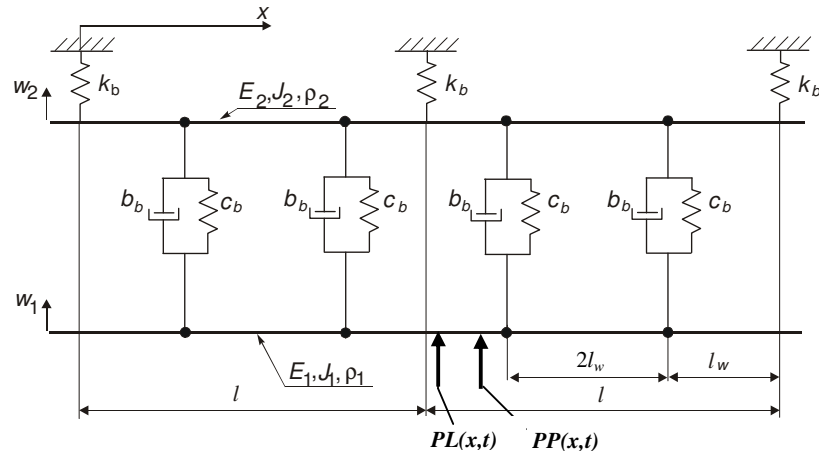 x
k_b k_b k_b
w_2
E_2,J_2,ρ_2
b_b c_b b_b c_b b_b c_b b_b c_b
w_1
E_1,J_1,ρ_1
2l_w l_w
l l
PL(x,t) PP(x,t)